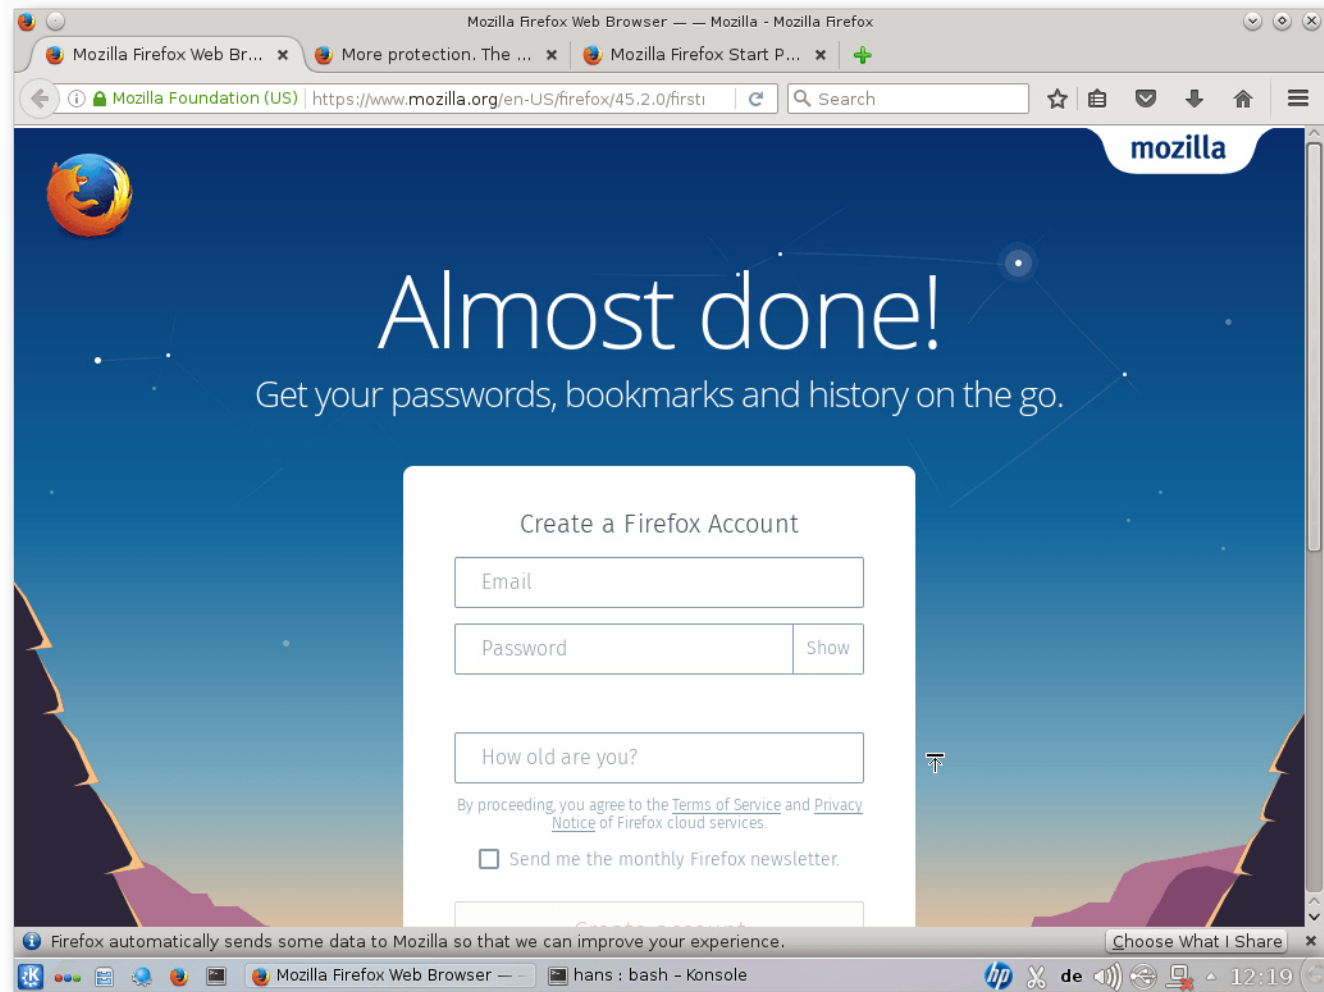 Mozilla Firefox Web Browser — — Mozilla - Mozilla Firefox
Mozilla Firefox Web Br...
More protection. The ...
Mozilla Firefox Start P...
Mozilla Foundation (US)
https://www.mozilla.org/en-US/firefox/45.2.0/first
Search
mozilla
Almost done!
Get your passwords, bookmarks and history on the go.
Create a Firefox Account
Email
Password
Show
How old are you?
By proceeding, you agree to the Terms of Service and Privacy
Notice of Firefox cloud services.
Send me the monthly Firefox newsletter.
Create account
Firefox automatically sends some data to Mozilla so that we can improve your experience.
Choose What I Share
Mozilla Firefox Web Browser — –
hans : bash – Konsole
hp
de
12:19